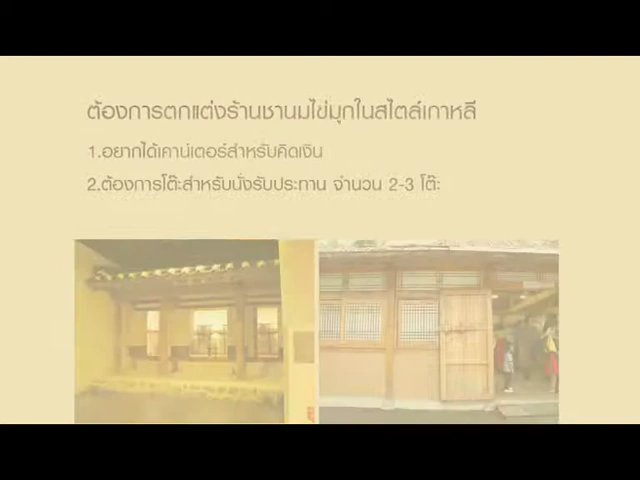 ต้องการตกแต่งร้านชานมไข่มุกในสไตล์เกาหลี
1.อยากได้เคาน์เตอร์สำหรับคิดเงิน
2.ต้องการโต๊ะสำหรับนั่งรับประทาน จำนวน 2-3 โต๊ะ